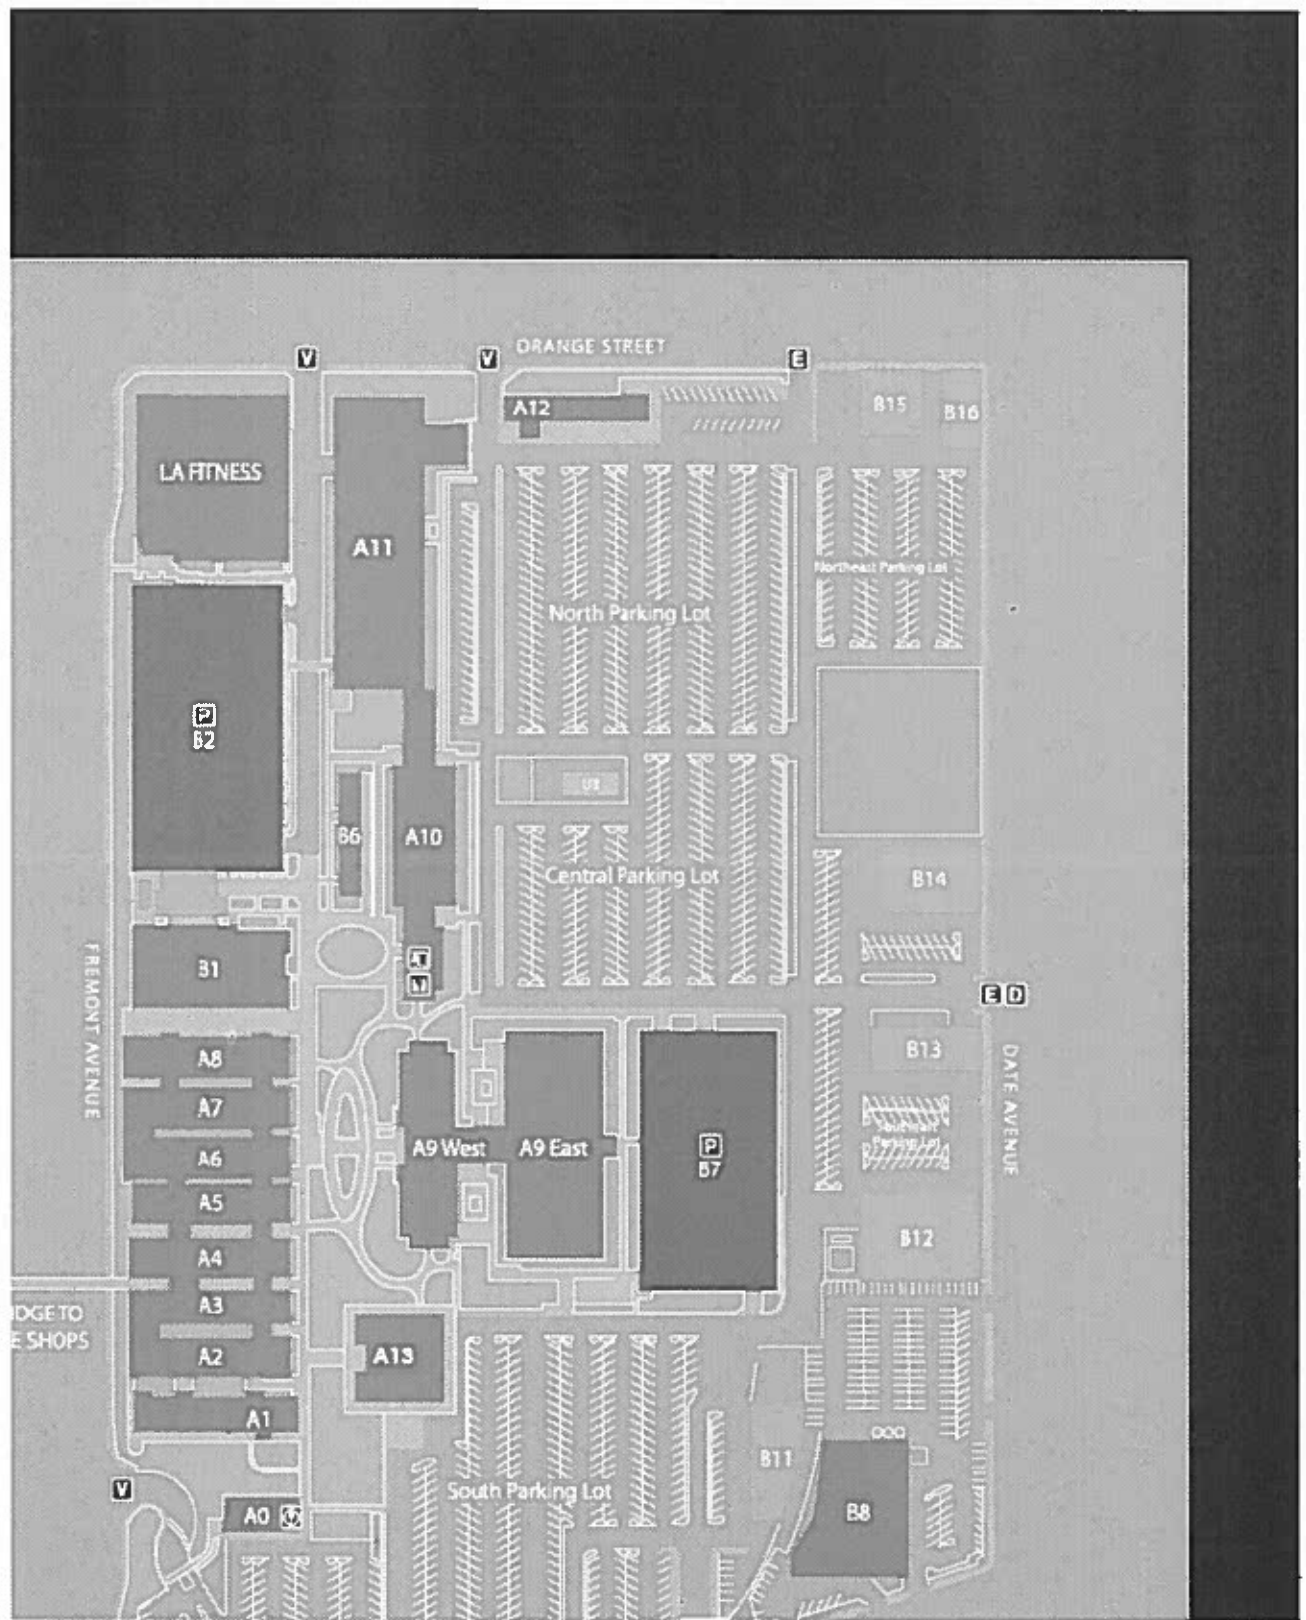 ORANGE STREET
V
V
E
A12
B15
B16
LA FITNESS
A11
Northeast Parking Lot
North Parking Lot
P
B2
B6
A10
Central Parking Lot
B14
B1
FREMONT AVENUE
E D
A8
B13
DATE AVENUE
A7
Parking Lot
A6
A9 West
A9 East
P
B7
A5
A4
B12
A3
IDGE TO
E SHOPS
A2
A13
A1
B11
V
South Parking Lot
A0
B8